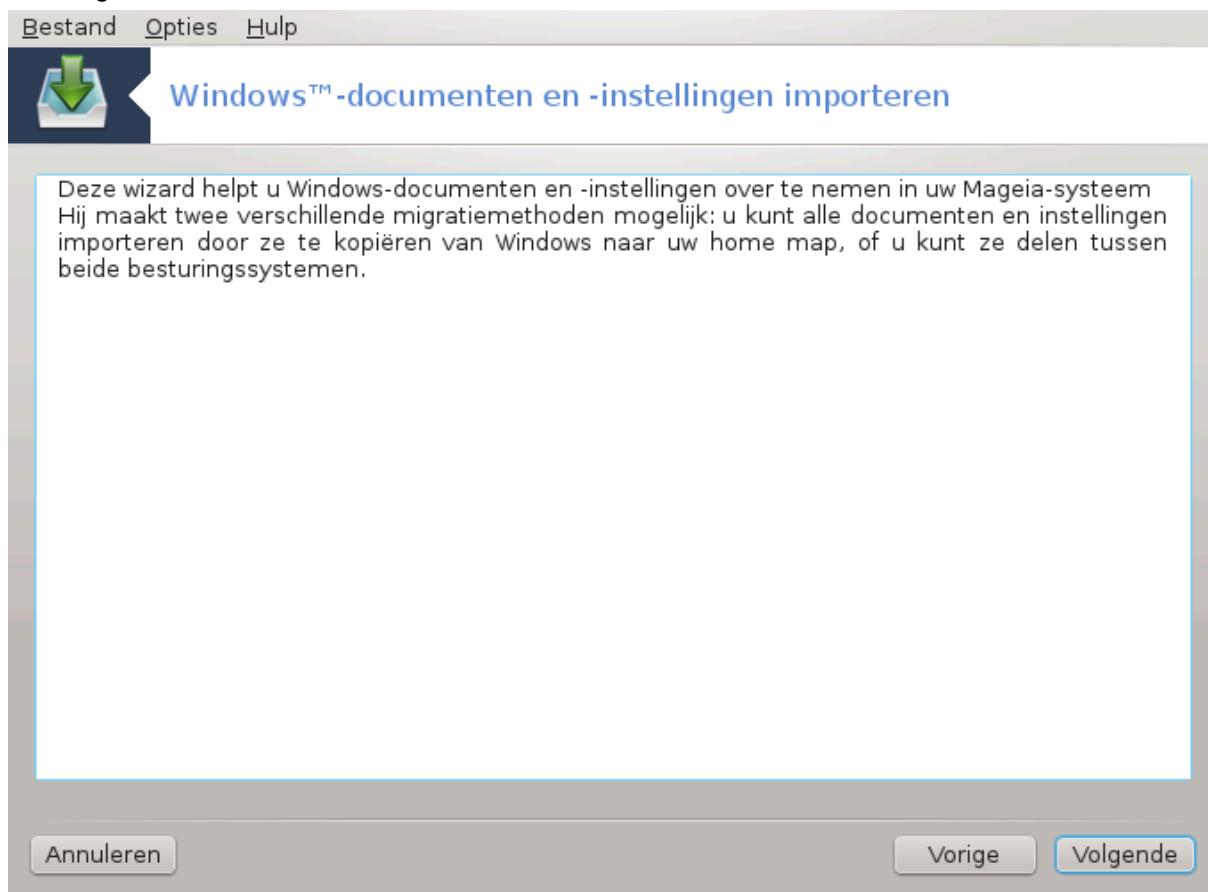 Bestand Opties Hulp
Windows™-documenten en -instellingen importeren
Deze wizard helpt u Windows-documenten en -instellingen over te nemen in uw Mageia-systeem
Hij maakt twee verschillende migratiemethoden mogelijk: u kunt alle documenten en instellingen
importeren door ze te kopiëren van Windows naar uw home map, of u kunt ze delen tussen
beide besturingssystemen.
Annuleren Vorige Volgende